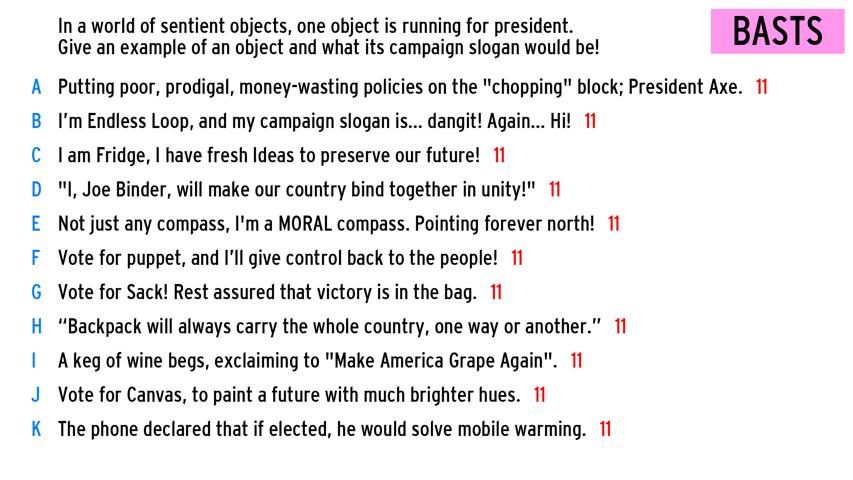 In a world of sentient objects, one object is running for president.
Give an example of an object and what its campaign slogan would be!
BASTS
A Putting poor, prodigal, money-wasting policies on the "chopping" block; President Axe. 11
B I’m Endless Loop, and my campaign slogan is... dangit! Again... Hi! 11
C I am Fridge, I have fresh Ideas to preserve our future! 11
D "I, Joe Binder, will make our country bind together in unity!" 11
E Not just any compass, I'm a MORAL compass. Pointing forever north! 11
F Vote for puppet, and I’ll give control back to the people! 11
G Vote for Sack! Rest assured that victory is in the bag. 11
H “Backpack will always carry the whole country, one way or another.” 11
I A keg of wine begs, exclaiming to "Make America Grape Again". 11
J Vote for Canvas, to paint a future with much brighter hues. 11
K The phone declared that if elected, he would solve mobile warming. 11